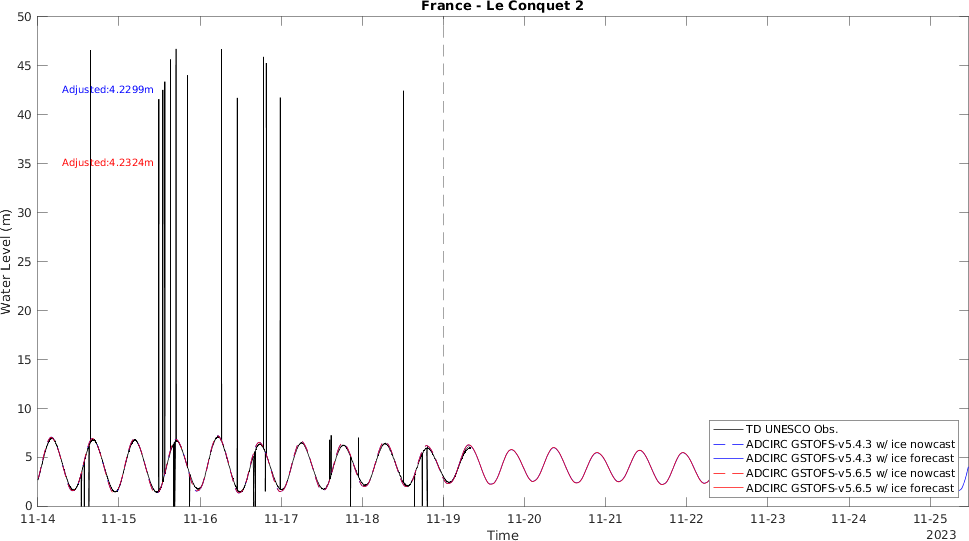 France - Le Conquet 2
50
45
40
35
30
25
20
15
10
5
0
Water Level (m)
Adjusted:4.2299m
Adjusted:4.2324m
TD UNESCO Obs.
ADCIRC GSTOFS-v5.4.3 w/ ice nowcast
ADCIRC GSTOFS-v5.4.3 w/ ice forecast
ADCIRC GSTOFS-v5.6.5 w/ ice nowcast
ADCIRC GSTOFS-v5.6.5 w/ ice forecast
11-14 11-15 11-16 11-17 11-18 11-19 11-20 11-21 11-22 11-23 11-24 11-25
Time
2023